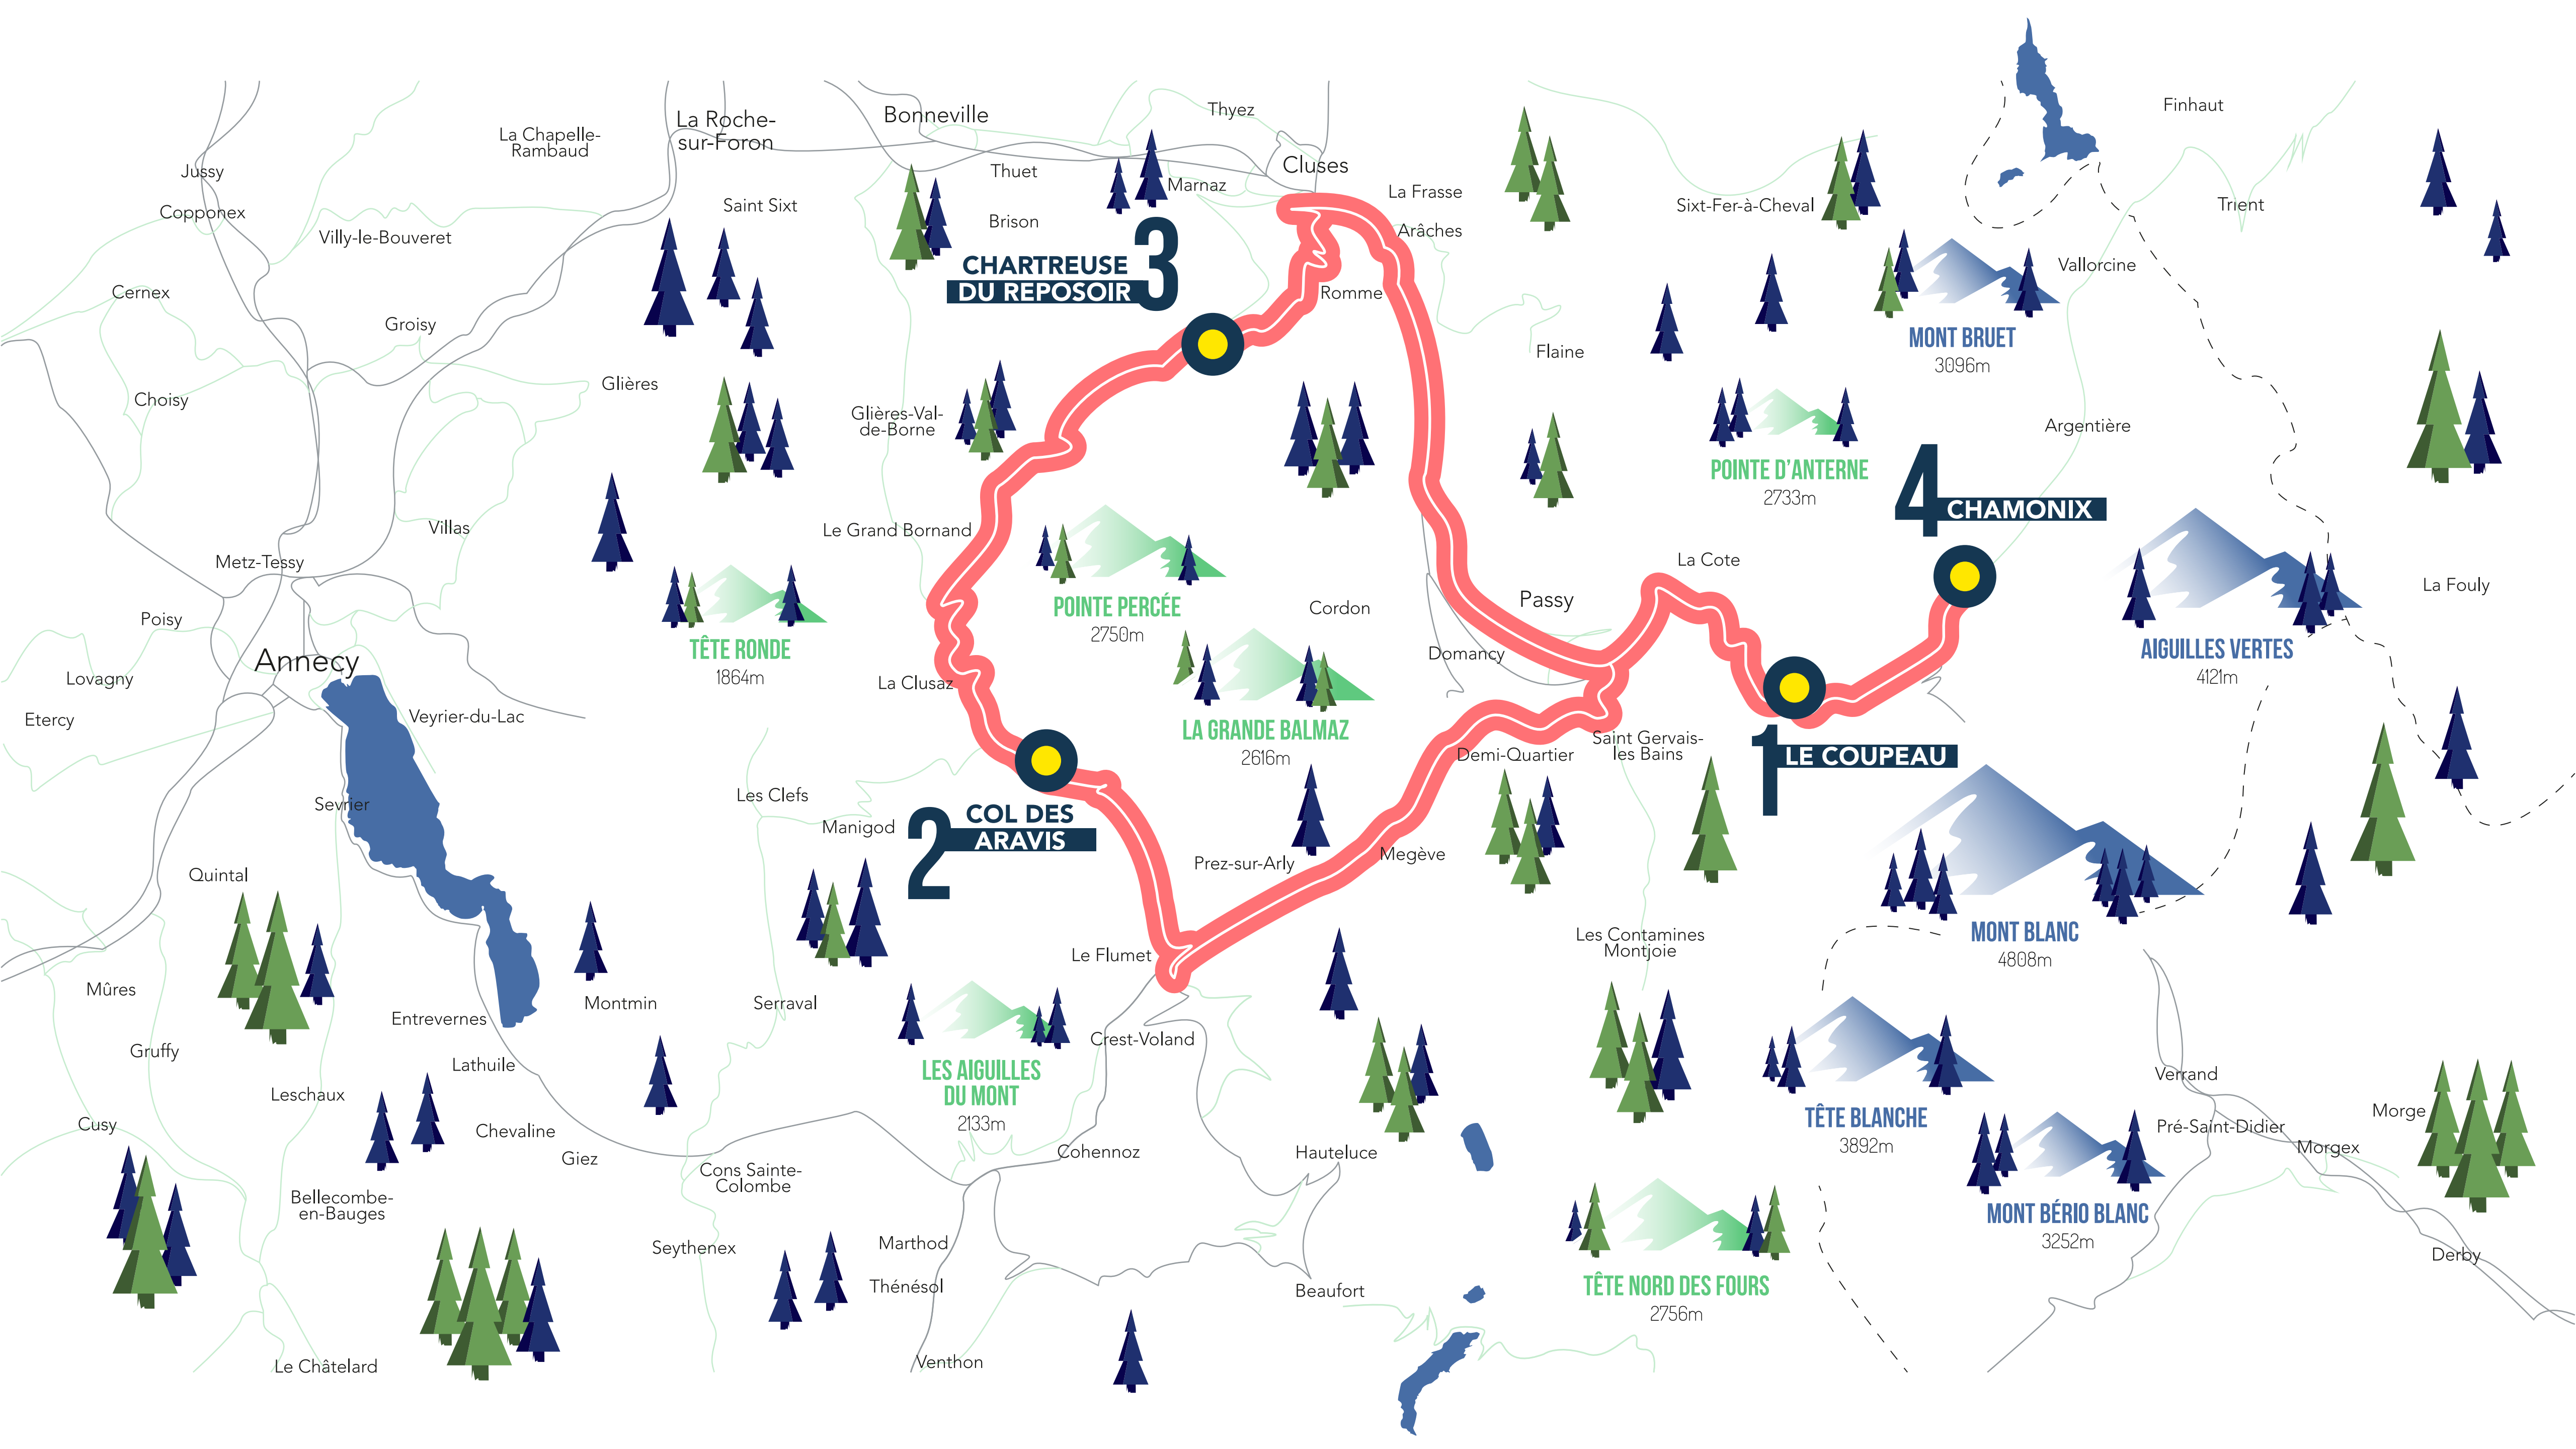 Finhaut
La Chapelle-
Rambaud
La Roche-
sur-Foron
Bonneville
Thyez
Cluses
Jussy
Thuet
Marnaz
La Frasse
Copponex
Saint Sixt
Brison
Arâches
Sixt-Fer-à-Cheval
Trient
Villy-le-Bouveret
3
CHARTREUSE
DU REPOSOIR
Vallorcine
Cernex
Romme
Groisy
MONT BRUET
3096m
Flaine
Glières
Choisy
Glières-Val-
de-Borne
Argentière
POINTE D'ANTERNE
2733m
4
CHAMONIX
Villas
Le Grand Bornand
Metz-Tessy
La Cote
La Fouly
POINTE PERCÉE
2750m
Cordon
Passy
Poisy
TÊTE RONDE
1864m
AIGUILLES VERTES
4121m
Annecy
Domancy
Lovagny
La Clusaz
Etercy
Veyrier-du-Lac
LA GRANDE BALMAZ
2616m
Demi-Quartier
Saint Gervais-
les Bains
1
LE COUPEAU
Les Clefs
Sevrier
Manigod
2
COL DES
ARAVIS
Prez-sur-Arly
Megève
Quintal
MONT BLANC
4808m
Les Contamines
Montjoie
Le Flumet
Mûres
Entrevernes
Montmin
Serraval
Crest-Voland
Gruffy
Lathuile
LES AIGUILLES
DU MONT
2133m
Verrand
Leschaux
Cusy
Chevaline
TÊTE BLANCHE
3892m
Pré-Saint-Didier
Morge
Morgex
Giez
Cons Sainte-
Colombe
Cohennoz
Hauteluce
Bellecombe-
en-Bauges
MONT BÉRIO BLANC
3252m
Seythenex
Marthod
Derby
Thénésol
Beaufort
TÊTE NORD DES FOURS
2756m
Le Châtelard
Venthon